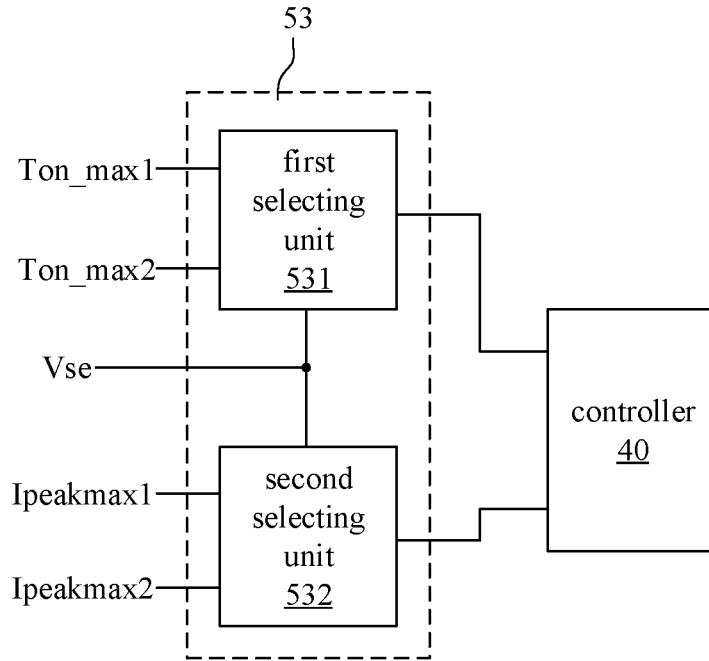 53
Ton_max1
first
selecting
unit
531
Ton_max2
Vse
controller
40
Ipeakmax1
second
selecting
unit
532
Ipeakmax2